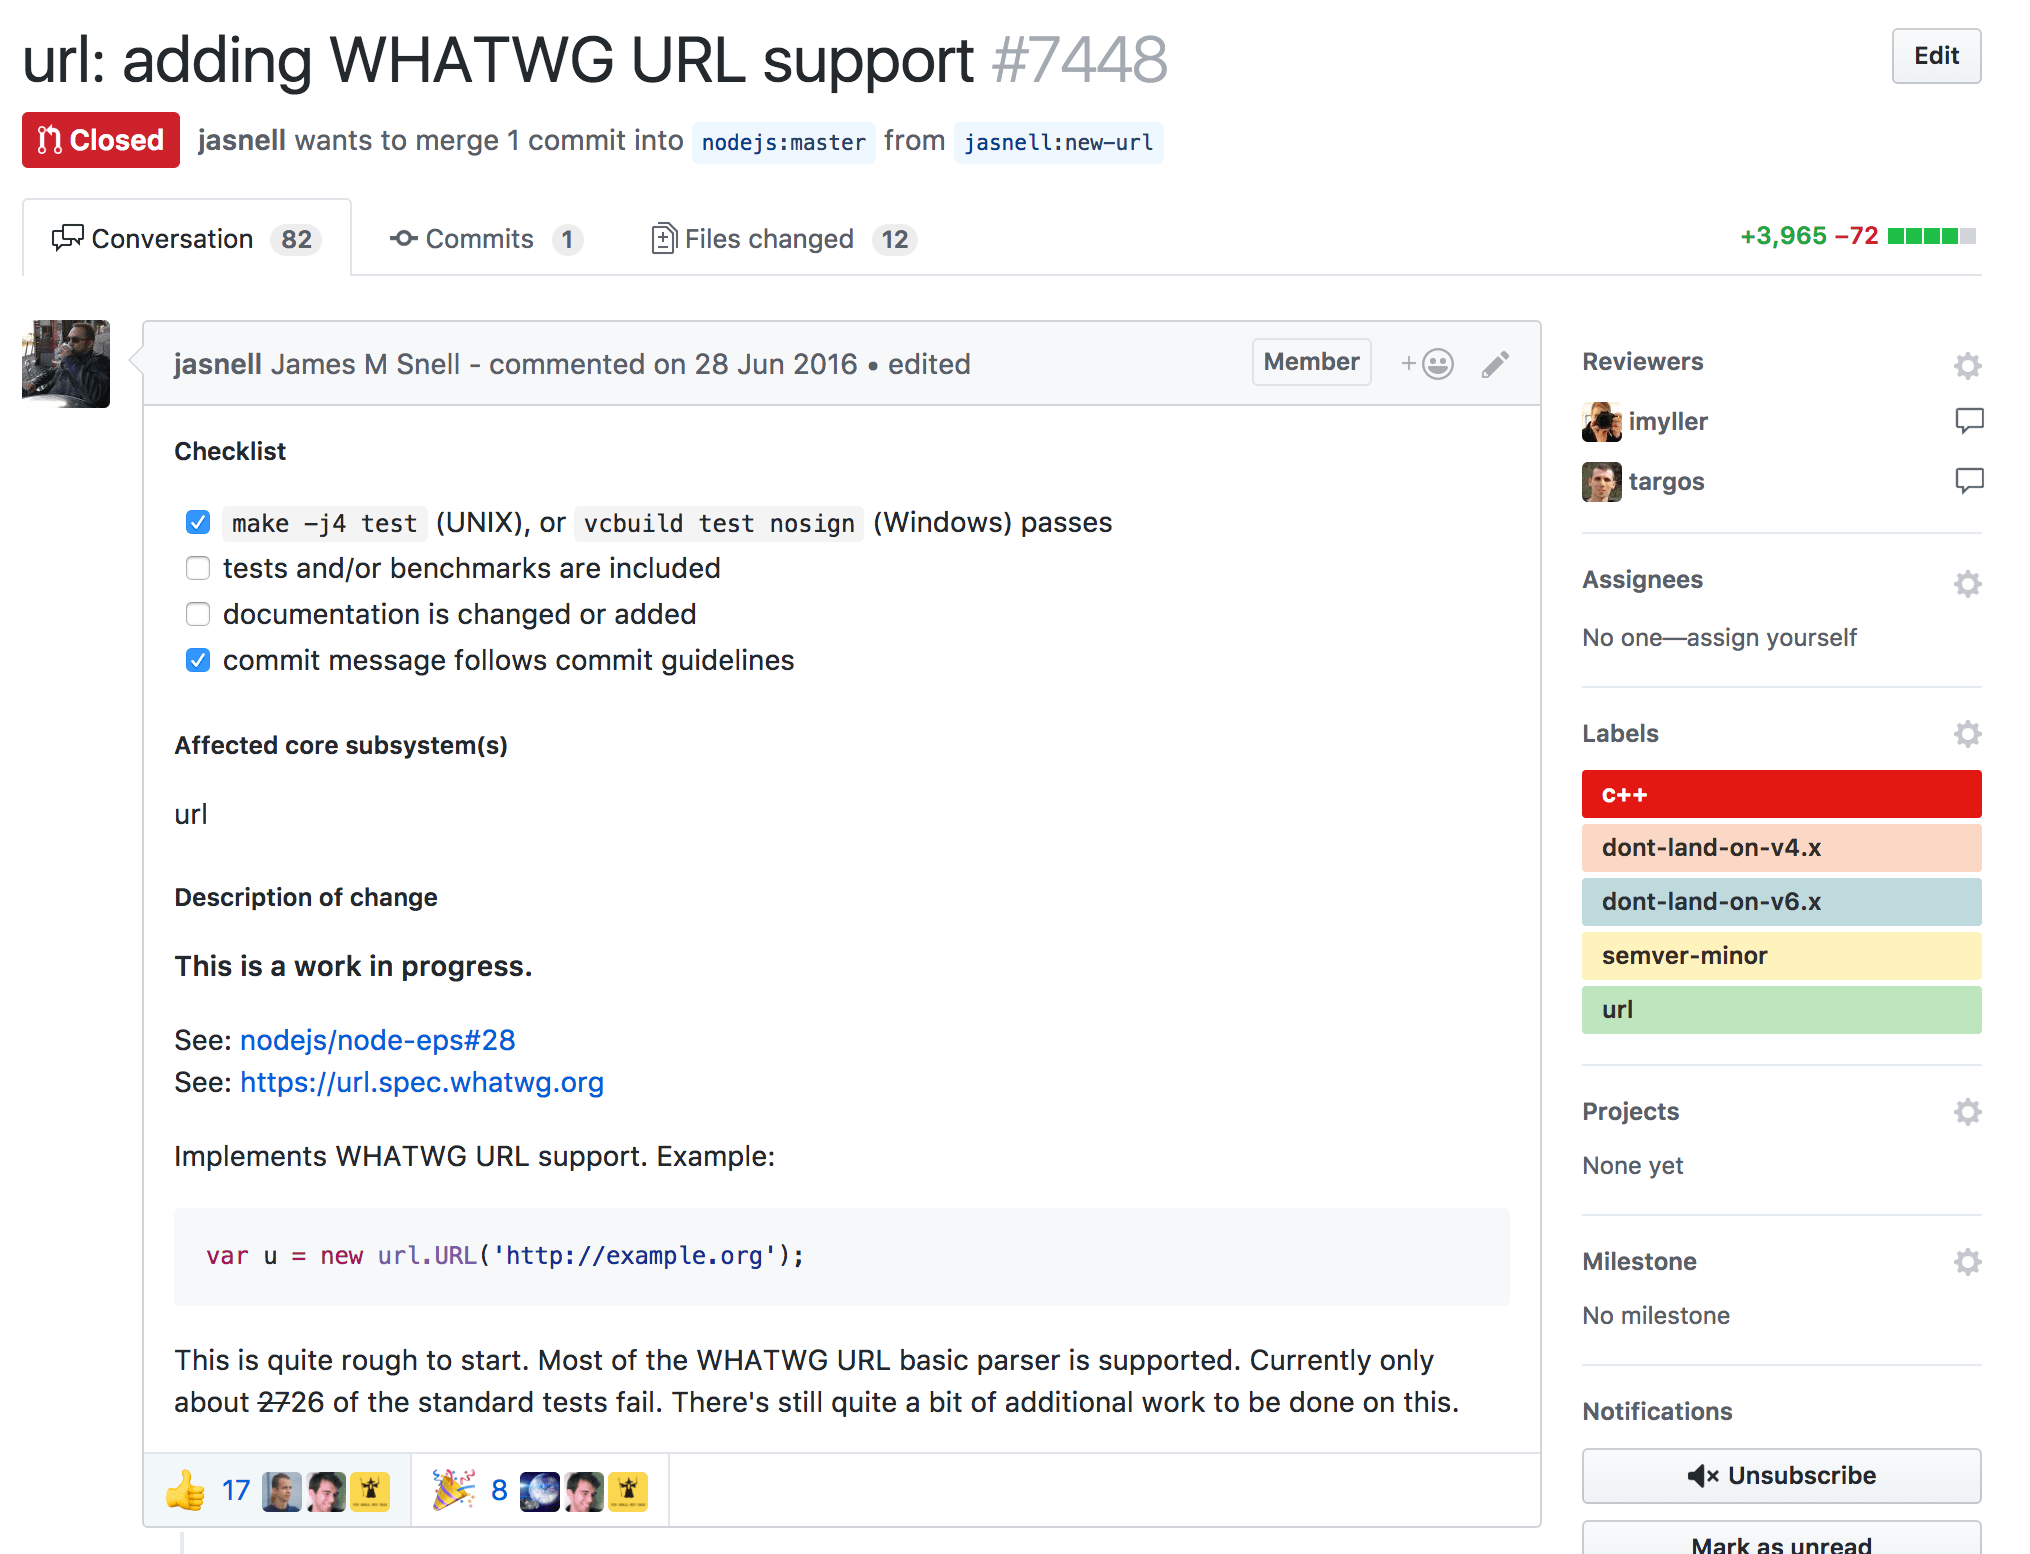 url: adding WHATWG URL support #7448
Edit
Closed
jasnell wants to merge 1 commit into nodejs:master from jasnell:new-url
Conversation 82
Commits 1
Files changed 12
+3,965 −72
jasnell James M Snell - commented on 28 Jun 2016 • edited
Member
+
Checklist
make -j4 test (UNIX), or vcbuild test nosign (Windows) passes
tests and/or benchmarks are included
documentation is changed or added
commit message follows commit guidelines
Affected core subsystem(s)
url
Description of change
This is a work in progress.
See: nodejs/node-eps#28
See: https://url.spec.whatwg.org
Implements WHATWG URL support. Example:
var u = new url.URL('http://example.org');
This is quite rough to start. Most of the WHATWG URL basic parser is supported. Currently only
about 2726 of the standard tests fail. There's still quite a bit of additional work to be done on this.
17
8
Reviewers
imyller
targos
Assignees
No one—assign yourself
Labels
c++
dont-land-on-v4.x
dont-land-on-v6.x
semver-minor
url
Projects
None yet
Milestone
No milestone
Notifications
Unsubscribe
Mark as unread